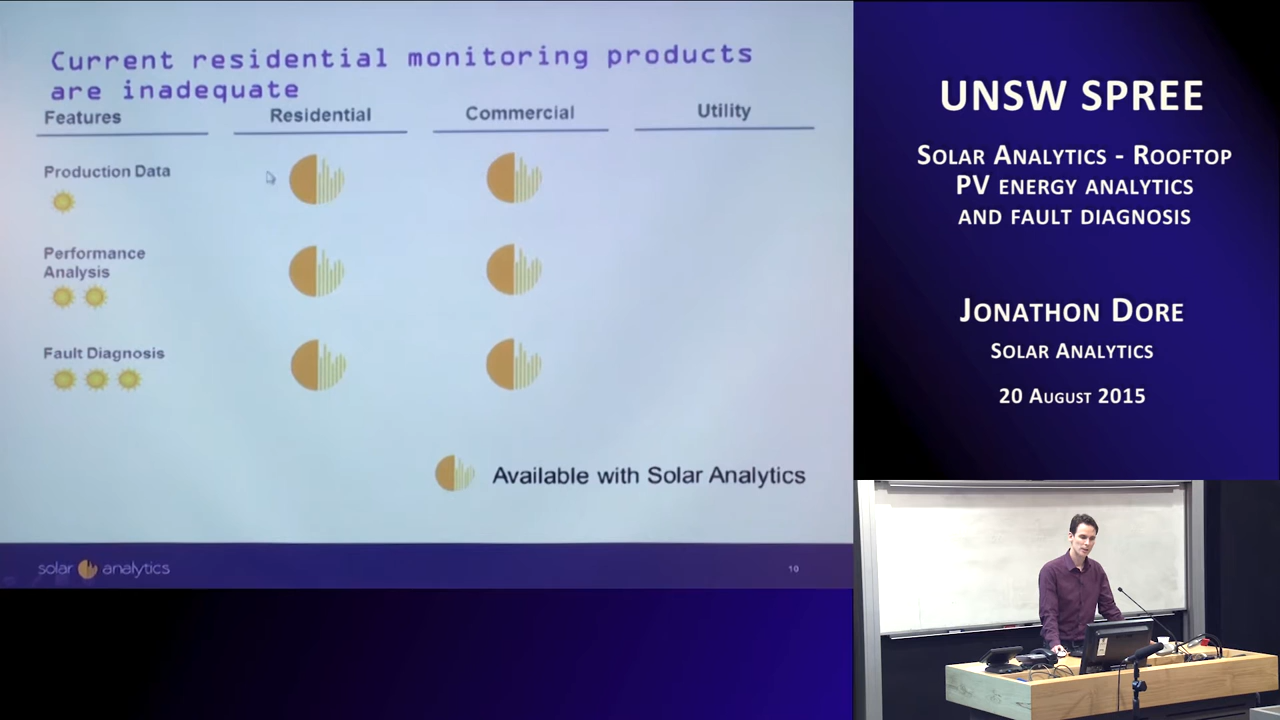 Current residential monitoring products
are inadequate
Features
Residential
Commercial
Utility
Production Data
Performance
Analysis
Fault Diagnosis
Available with Solar Analytics
solar analytics
10
UNSW SPREE
SOLAR ANALYTICS - ROOFTOP
PV ENERGY ANALYTICS
AND FAULT DIAGNOSIS
JONATHON DORE
SOLAR ANALYTICS
20 AUGUST 2015